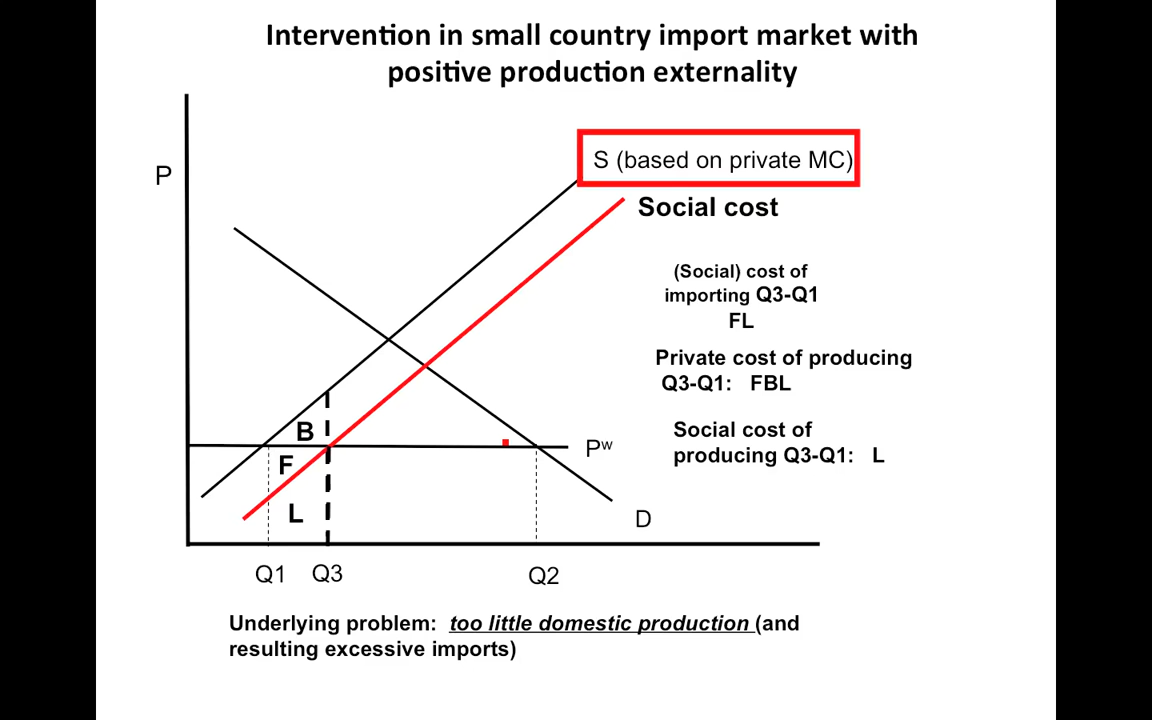 Intervention in small country import market with
positive production externality
P
S (based on private MC)
Social cost
(Social) cost of
importing Q3-Q1
FL
Private cost of producing
Q3-Q1: FBL
Social cost of
producing Q3-Q1: L
B
F
L
Pw
D
Q1
Q3
Q2
Underlying problem: too little domestic production (and
resulting excessive imports)